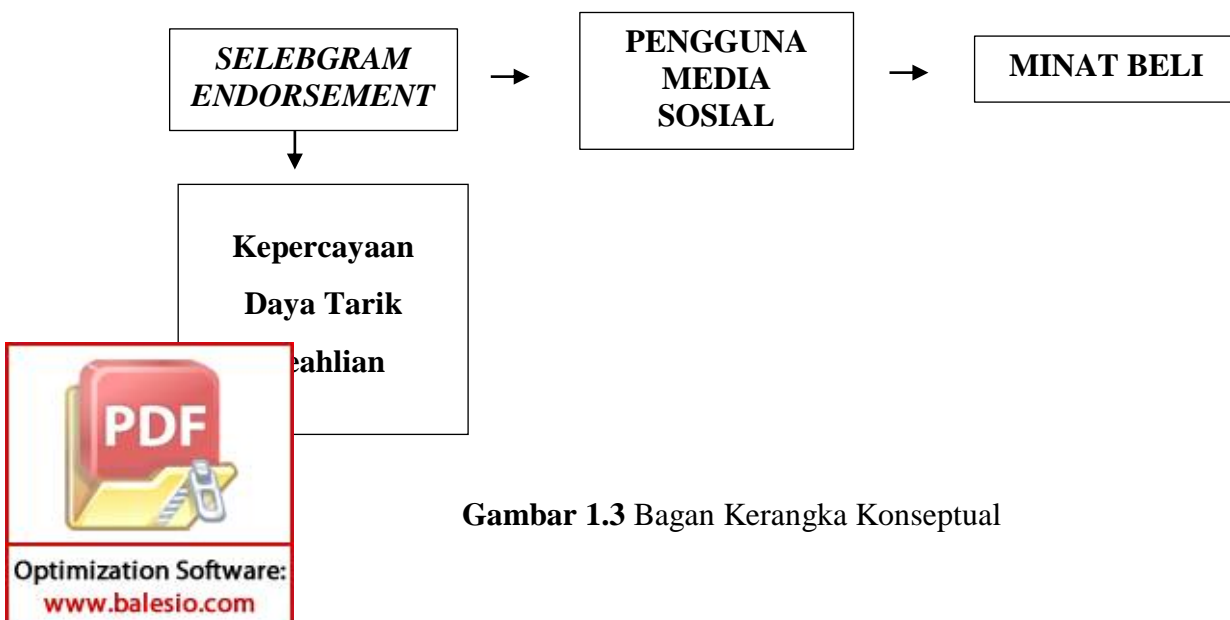 SELEBGRAM
ENDORSEMENT
PENGGUNA
MEDIA
SOSIAL
MINAT BELI
Kepercayaan
Daya Tarik
eahlian
Gambar 1.3 Bagan Kerangka Konseptual
PDF
Optimization Software:
www.balesio.com